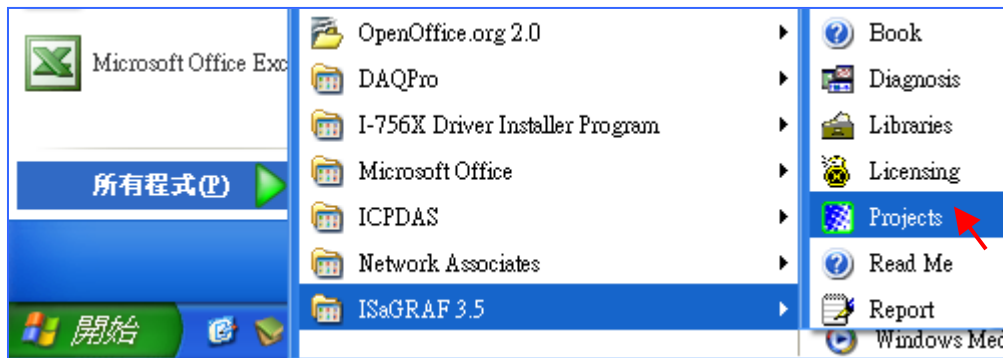 Microsoft Office Exc
所有程式(P)
開始
OpenOffice.org 2.0
DAQPro
I-756X Driver Installer Program
Microsoft Office
ICPDAS
Network Associates
ISaGRAF 3.5
Book
Diagnosis
Libraries
Licensing
Projects
Read Me
Report
Windows Med